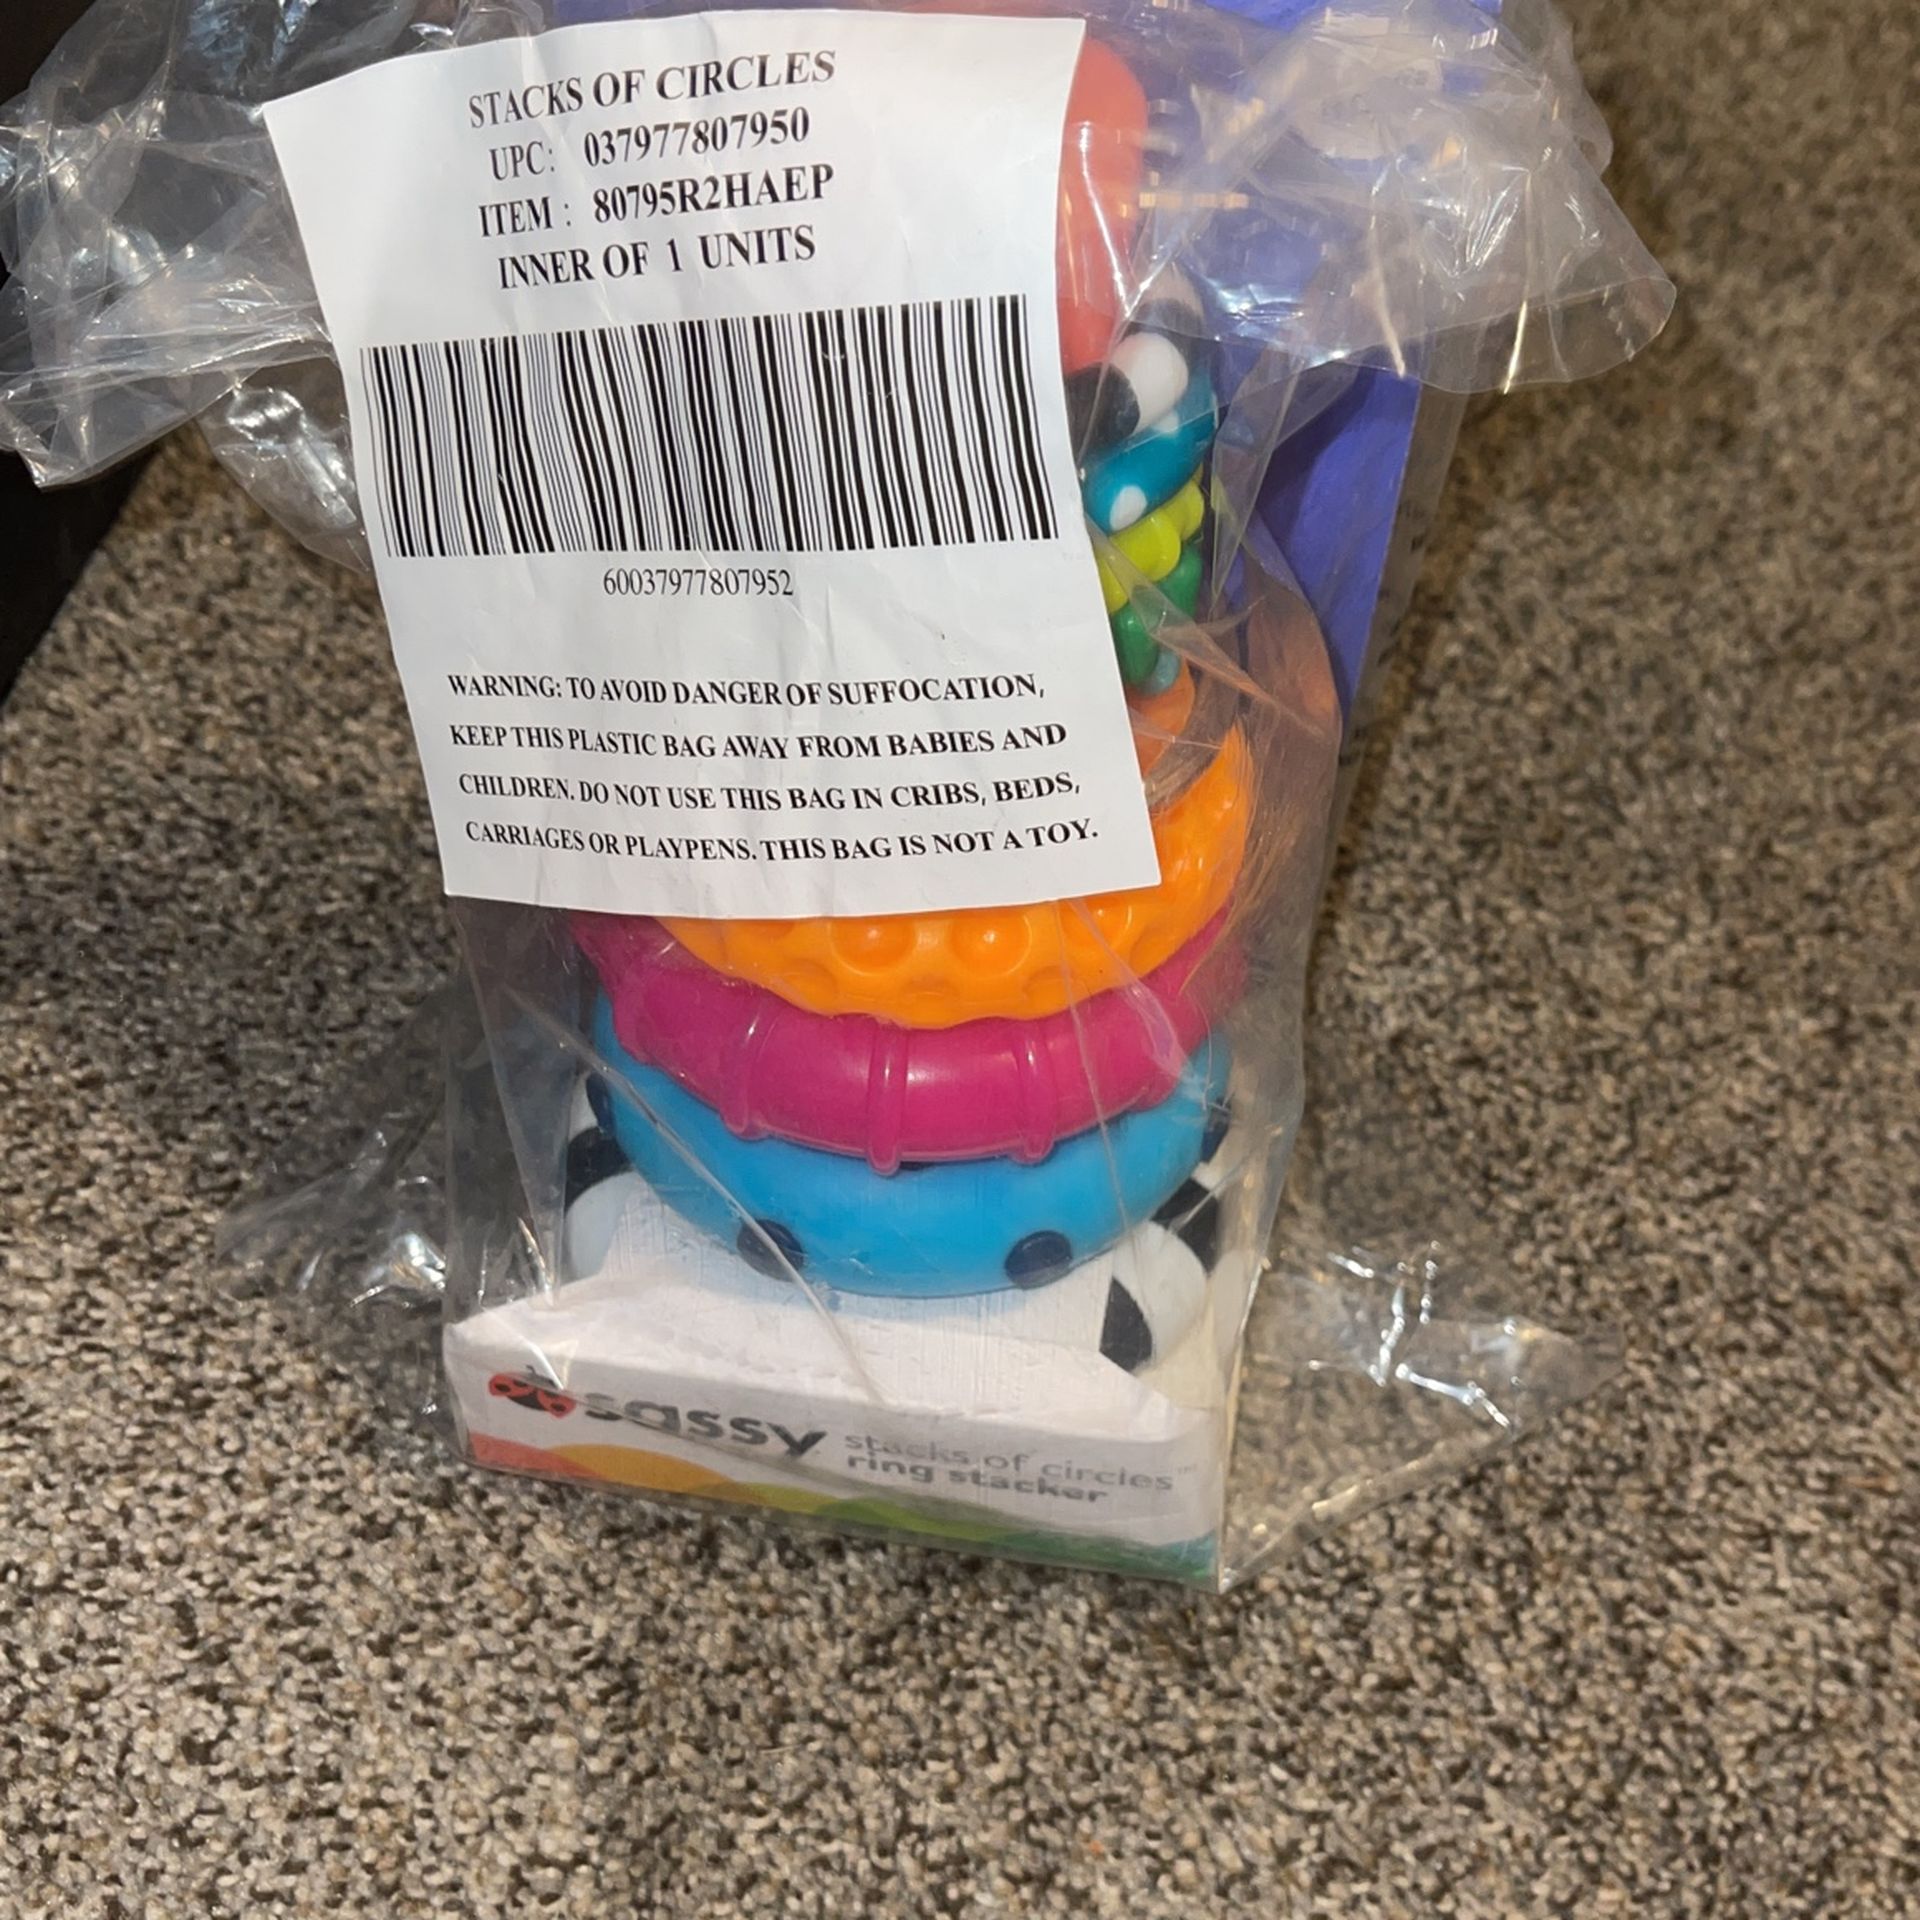 STACKS OF CIRCLES
UPC: 037977807950
ITEM : 80795R2HAEP
INNER OF 1 UNITS
60037977807952
WARNING: TO AVOID DANGER OF SUFFOCATION,
KEEP THIS PLASTIC BAG AWAY FROM BABIES AND
CHILDREN. DO NOT USE THIS BAG IN CRIBS, BEDS,
CARRIAGES OR PLAYPENS. THIS BAG IS NOT A TOY.
sassy
stacks of circles™
ring stacker